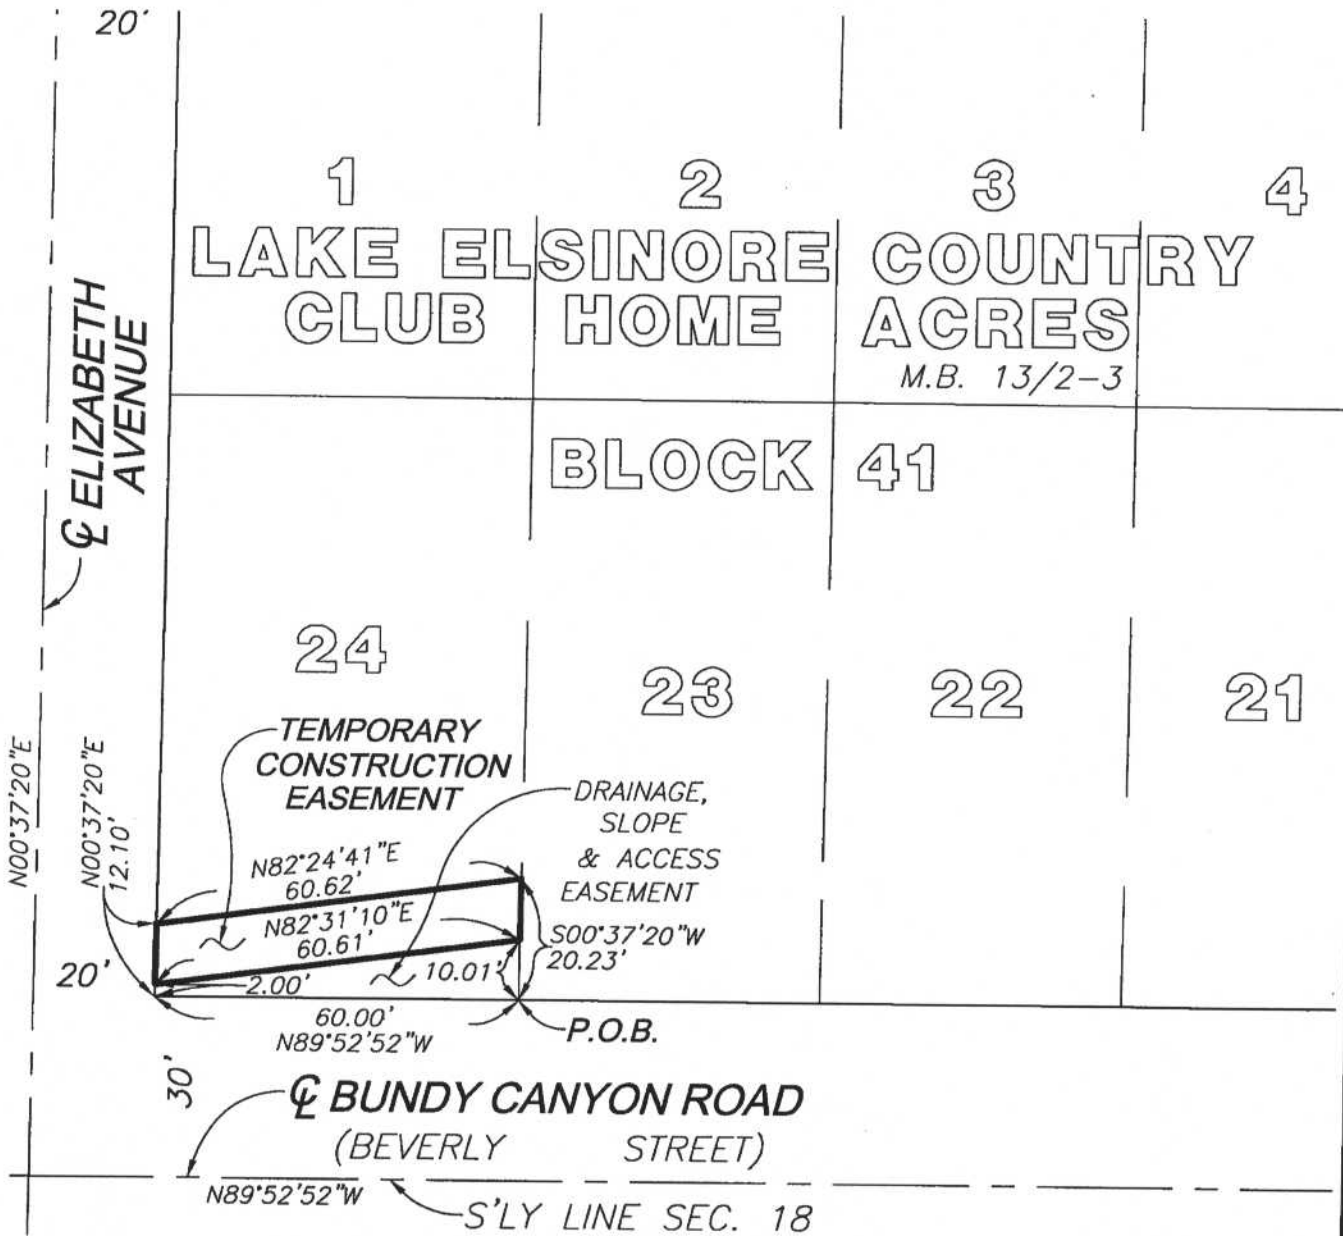 20'
1
2
3
4
LAKE ELSINORE COUNTRY
CLUB HOME ACRES
M.B. 13/2-3
BLOCK 41
℄ ELIZABETH
AVENUE
24
23
22
21
TEMPORARY
CONSTRUCTION
EASEMENT
DRAINAGE,
SLOPE
& ACCESS
EASEMENT
N00°37'20"E
N00°37'20"E
12.10'
N82°24'41"E
60.62'
N82°31'10"E
60.61'
S00°37'20"W
20.23'
20'
2.00'
10.01'
60.00'
N89°52'52"W
P.O.B.
30'
℄ BUNDY CANYON ROAD
(BEVERLY STREET)
N89°52'52"W
S'LY LINE SEC. 18